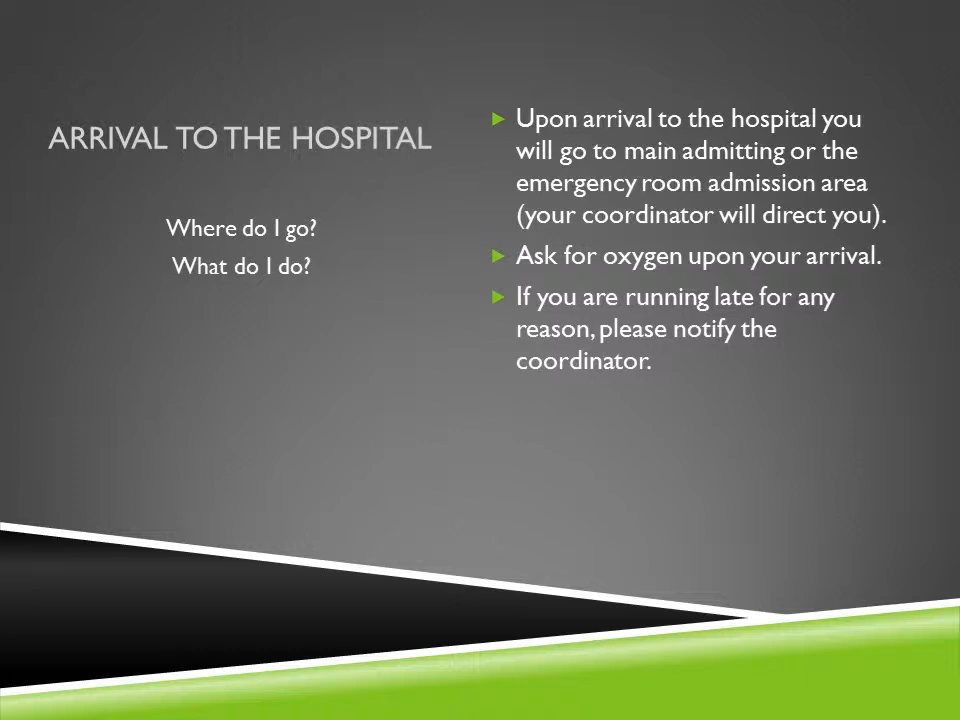 ARRIVAL TO THE HOSPITAL
Where do I go?
What do I do?
Upon arrival to the hospital you
will go to main admitting or the
emergency room admission area
(your coordinator will direct you).
Ask for oxygen upon your arrival.
If you are running late for any
reason, please notify the
coordinator.